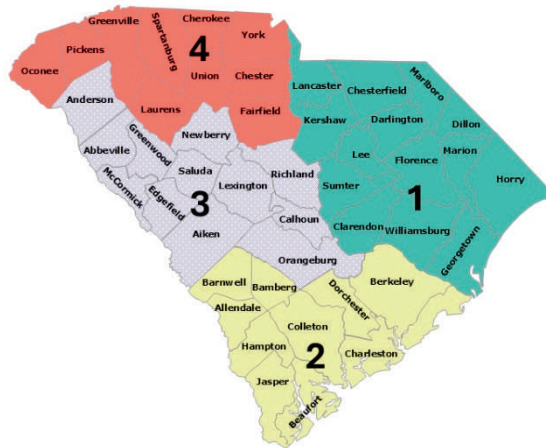 Cherokee
Greenville
Spartanburg
York
Pickens
4
Oconee
Union
Chester
Anderson
Laurens
Fairfield
Lancaster
Chesterfield
Marlboro
Kershaw
Darlington
Dillon
Newberry
Greenwood
Abbeville
Saluda
Lee
Florence
Marion
Richland
Lexington
McCormick
Edgefield
3
Sumter
1
Horry
Calhoun
Clarendon
Williamsburg
Aiken
Georgetown
Orangeburg
Barnwell
Bamberg
Dorchester
Berkeley
Allendale
Colleton
Hampton
2
Charleston
Jasper
Beaufort